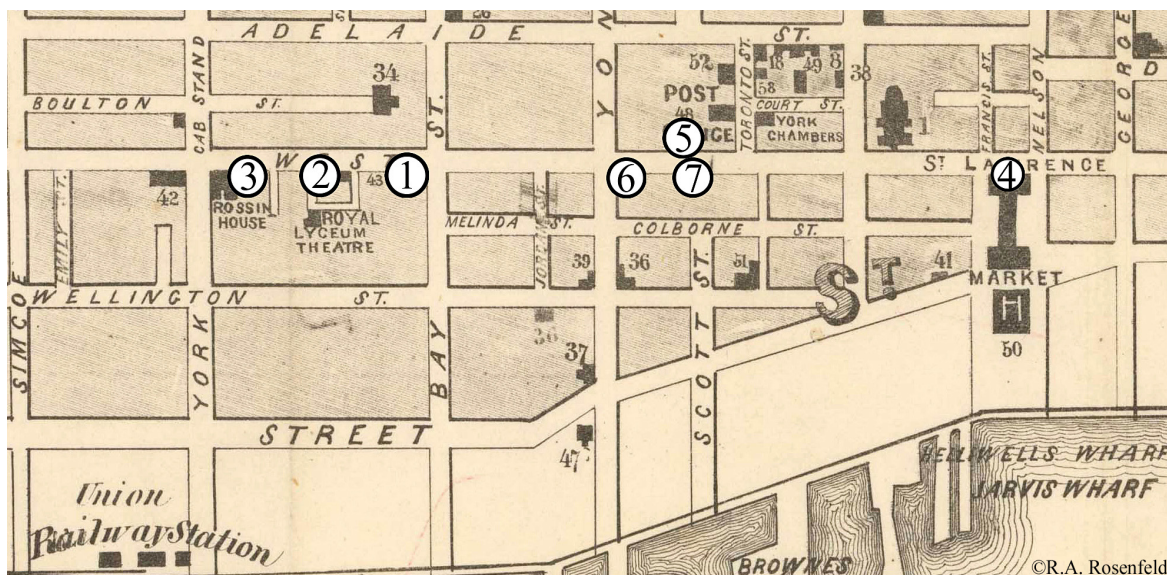 26
ADELAIDE
ST.
YON
NELSON
GEORGE
CAB STAND
34
52
18 49 8
38
D
BOULTON
ST.
ST.
POST
48
TORONTO ST.
58
COURT ST.
FRANCIS ST.
YORK
CHAMBERS
1
5
WEST
ST LAWRENCE
3
2
1
6
7
4
EMILY ST.
42
ROSSIN
HOUSE
43
ROYAL
LYCEUM
THEATRE
MELINDA
ST.
COLBORNE
ST.
39
36
SCOTT ST.
51
41
MARKET
ST.
H
50
SIMCOE
WELLINGTON
ST.
YORK
BAY
36
37
STREET
47
Union
Railway Station
HELLIWELLS WHARF
JARVIS WHARF
BROWNES
©R.A. Rosenfeld